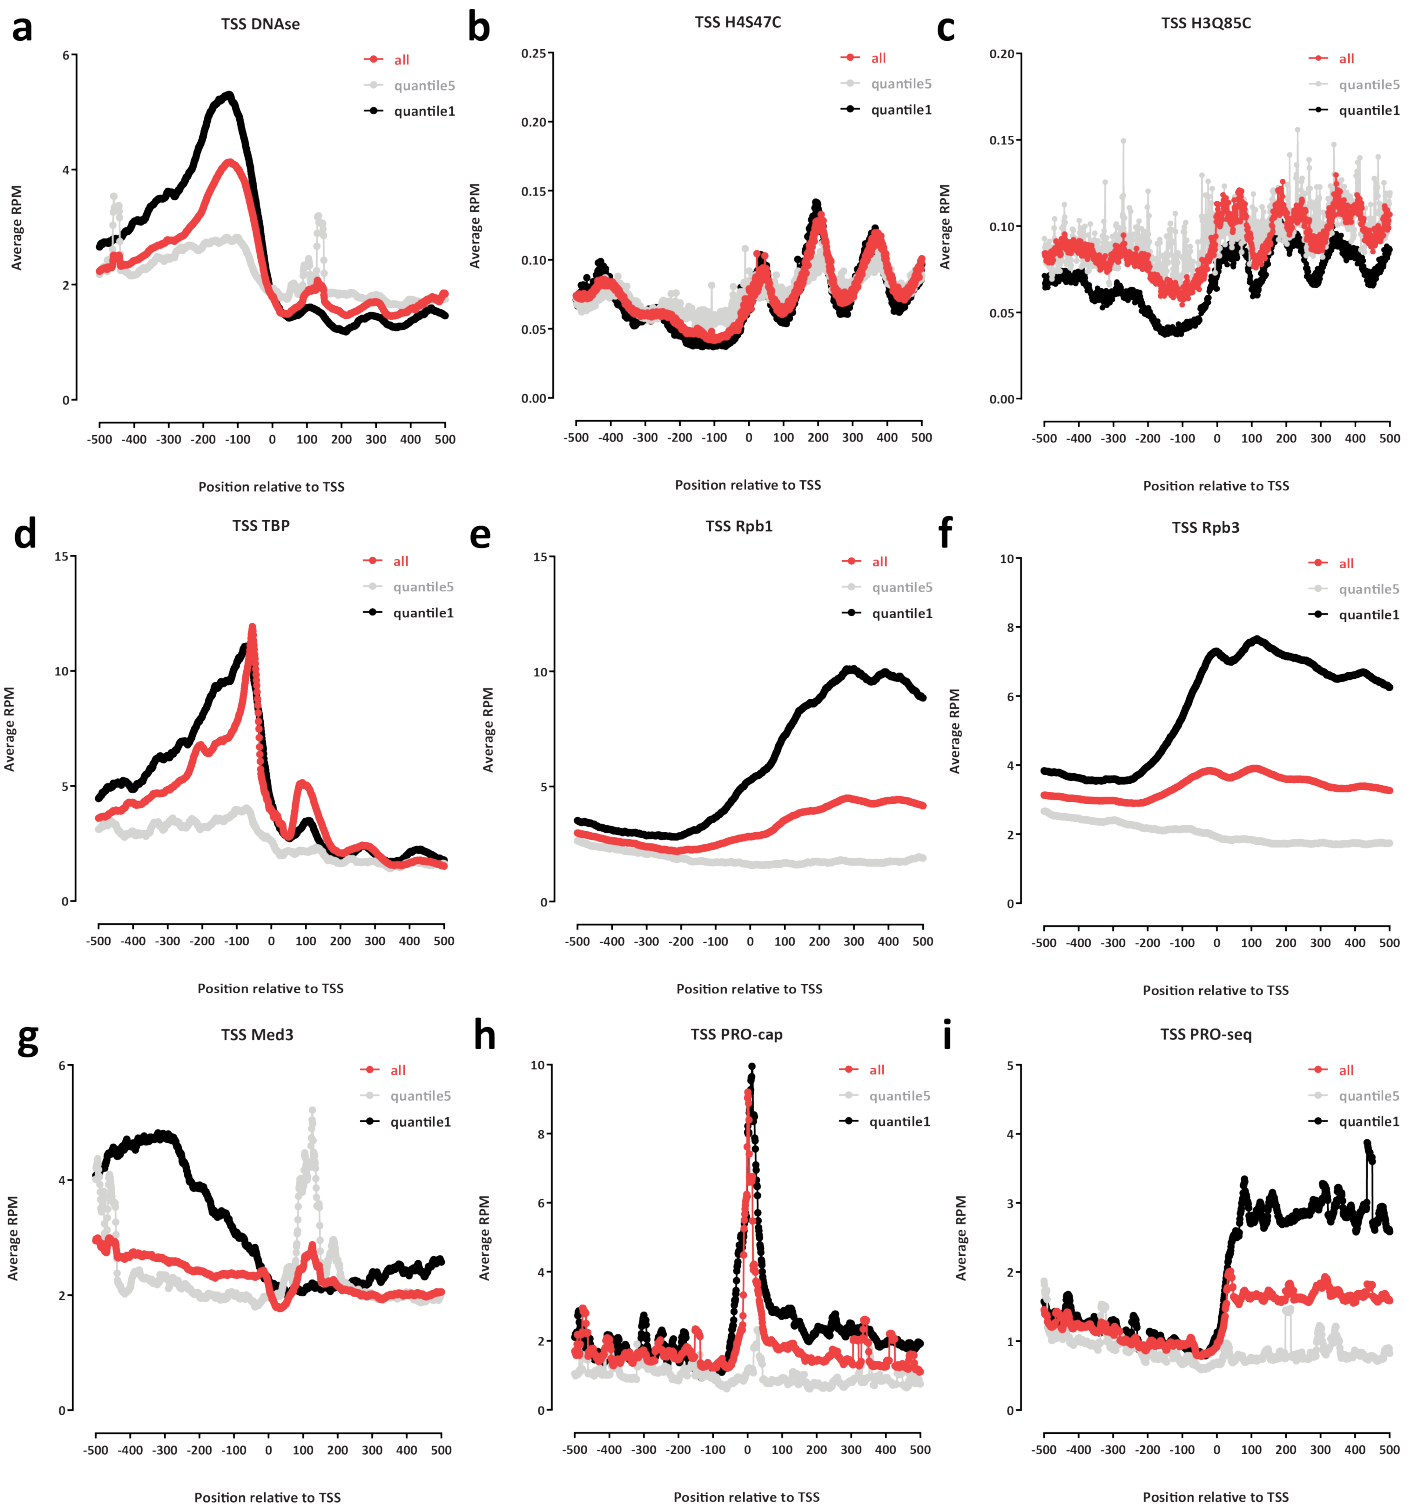 a
TSS DNAse
all
quantile5
quantile1
6
4
2
0
Average RPM
-500 -400 -300 -200 -100 0 100 200 300 400 500
Position relative to TSS
b
TSS H4S47C
all
quantile5
quantile1
0.25
0.20
0.15
0.10
0.05
0.00
Average RPM
-500 -400 -300 -200 -100 0 100 200 300 400 500
Position relative to TSS
c
TSS H3Q85C
all
quantile5
quantile1
0.20
0.15
0.10
0.05
0.00
Average RPM
-500 -400 -300 -200 -100 0 100 200 300 400 500
Position relative to TSS
d
TSS TBP
all
quantile5
quantile1
15
10
5
0
Average RPM
-500 -400 -300 -200 -100 0 100 200 300 400 500
Position relative to TSS
e
TSS Rpb1
all
quantile5
quantile1
15
10
5
0
Average RPM
-500 -400 -300 -200 -100 0 100 200 300 400 500
Position relative to TSS
f
TSS Rpb3
all
quantile5
quantile1
10
8
6
4
2
0
Average RPM
-500 -400 -300 -200 -100 0 100 200 300 400 500
Position relative to TSS
g
TSS Med3
all
quantile5
quantile1
6
4
2
0
Average RPM
-500 -400 -300 -200 -100 0 100 200 300 400 500
Position relative to TSS
h
TSS PRO-cap
all
quantile5
quantile1
10
8
6
4
2
0
Average RPM
-500 -400 -300 -200 -100 0 100 200 300 400 500
Position relative to TSS
i
TSS PRO-seq
all
quantile5
quantile1
5
4
3
2
1
0
Average RPM
-500 -400 -300 -200 -100 0 100 200 300 400 500
Position relative to TSS